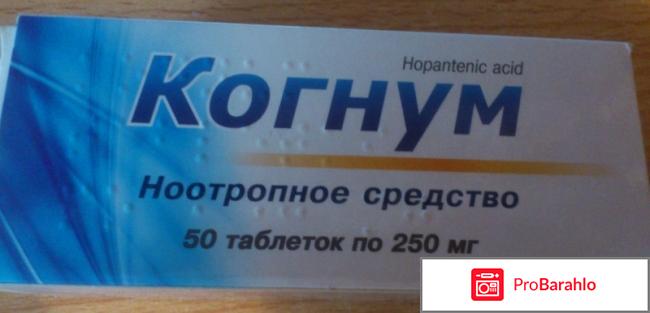 Hopantenic acid
Когнум
Ноотропное средство
50 таблеток по 250 мг
ProBarahlo